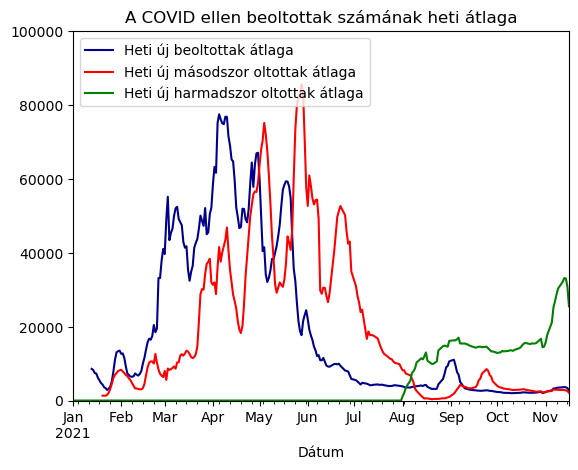 A COVID ellen beoltottak számának heti átlaga
100000
80000
60000
40000
20000
0
Heti új beoltottak átlaga
Heti új másodszor oltottak átlaga
Heti új harmadszor oltottak átlaga
Jan Feb Mar Apr May Jun Jul Aug Sep Oct Nov
2021
Dátum